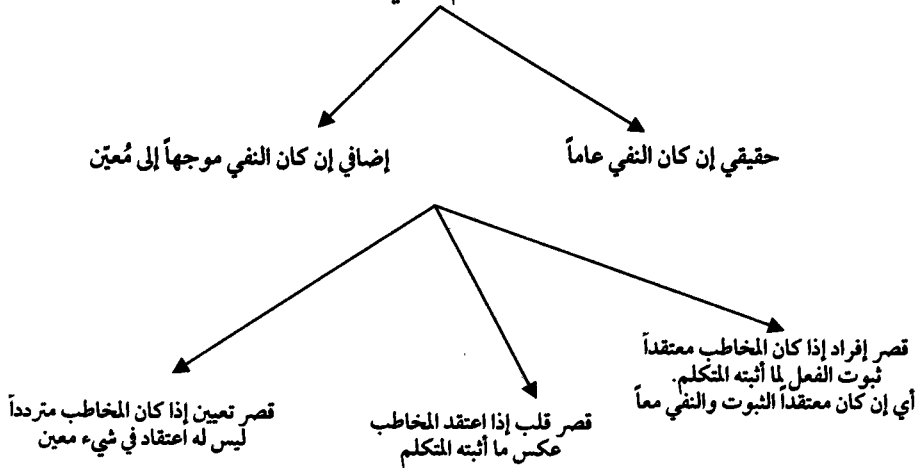 حقيقي إن كان النفي عاماً
إضافي إن كان النفي موجهاً إلى مُعيّن
قصر إفراد إذا كان المخاطب معتقداً
ثبوت الفعل لما أثبته المتكلم.
أي إن كان معتقداً الثبوت والنفي معاً
قصر قلب إذا اعتقد المخاطب
عكس ما أثبته المتكلم
قصر تعيين إذا كان المخاطب متردداً
ليس له اعتقاد في شيء معين